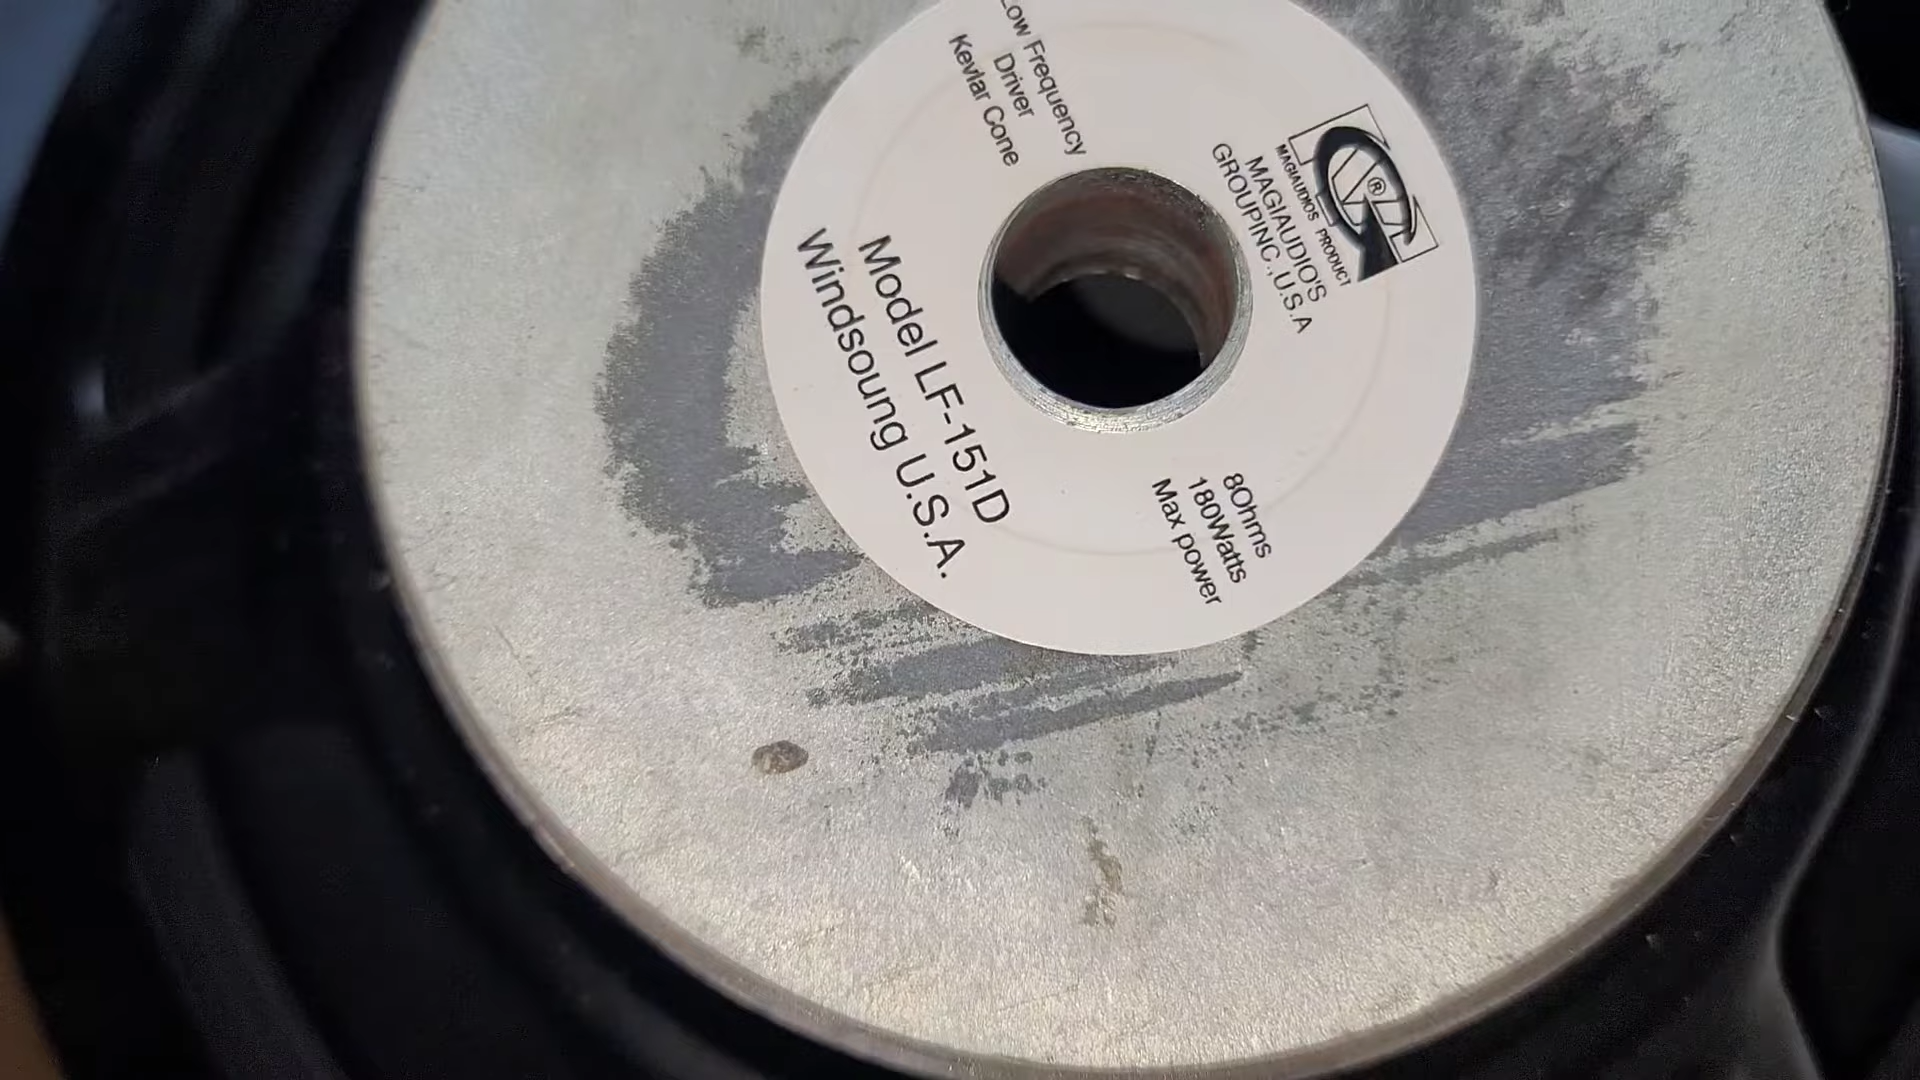 Low Frequency
Driver
Kevlar Cone
®
MAGIAUDIOS PRODUCT
MAGIAUDIO'S
GROUPINC.,U.S.A
Model LF-151D
Windsoung U.S.A.
8Ohms
180Watts
Max power